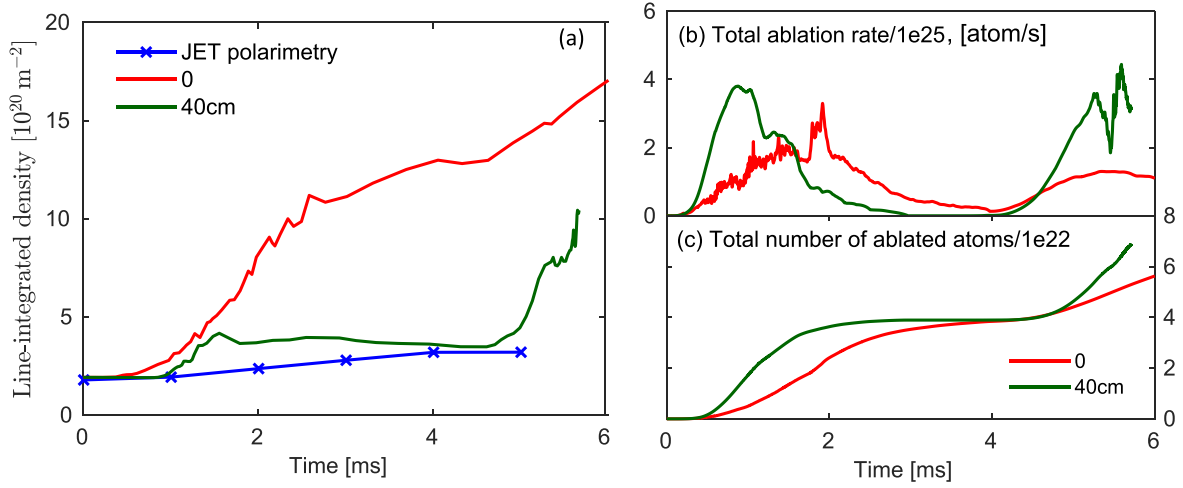 Line-integrated density [10²⁰ m⁻²]
20
15
10
5
0
(a)
JET polarimetry
0
40cm
0
2
4
6
Time [ms]
6
4
2
0
(b) Total ablation rate/1e25, [atom/s]
(c) Total number of ablated atoms/1e22
8
6
4
2
0
0
40cm
0
2
4
6
Time [ms]